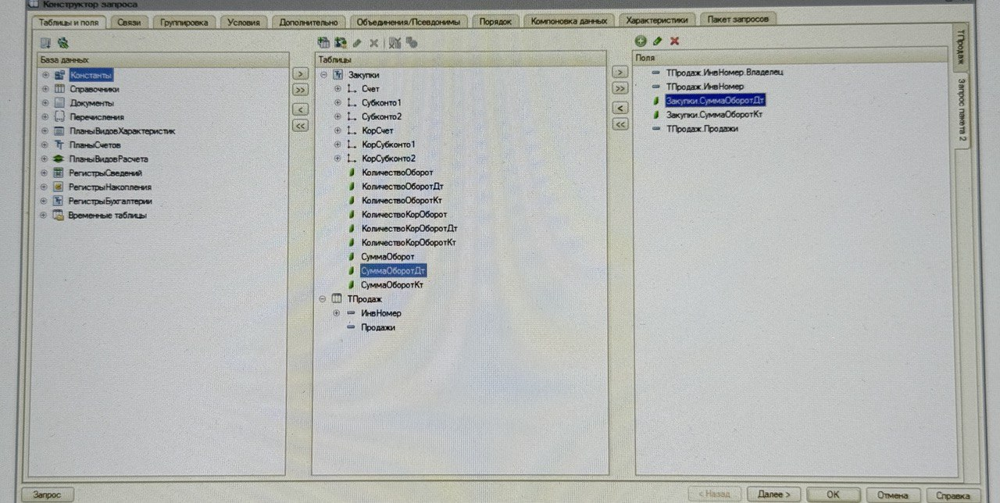 Конструктор запроса
Таблицы и поля
Связи
Группировка
Условия
Дополнительно
Объединения/Псевдонимы
Порядок
Компоновка данных
Характеристики
Пакет запросов
База данных
Константы
Справочники
Документы
Перечисления
ПланыВидовХарактеристик
ПланыСчетов
ПланыВидовРасчета
РегистрыСведений
РегистрыНакопления
РегистрыБухгалтерии
Временные таблицы
>
>>
<
<<
Таблицы
Закупки
Счет
Субконто1
Субконто2
КорСчет
КорСубконто1
КорСубконто2
КоличествоОборот
КоличествоОборотДт
КоличествоОборотКт
КоличествоКорОборот
КоличествоКорОборотДт
КоличествоКорОборотКт
СуммаОборот
СуммаОборотДт
СуммаОборотКт
ТПродаж
ИнвНомер
Продажи
>
>>
<
<<
Поля
ТПродаж.ИнвНомер.Владелец
ТПродаж.ИнвНомер
Закупки.СуммаОборотДт
Закупки.СуммаОборотКт
ТПродаж.Продажи
ТПродаж
Запрос пакета 2
Запрос
< Назад
Далее >
ОК
Отмена
Справка